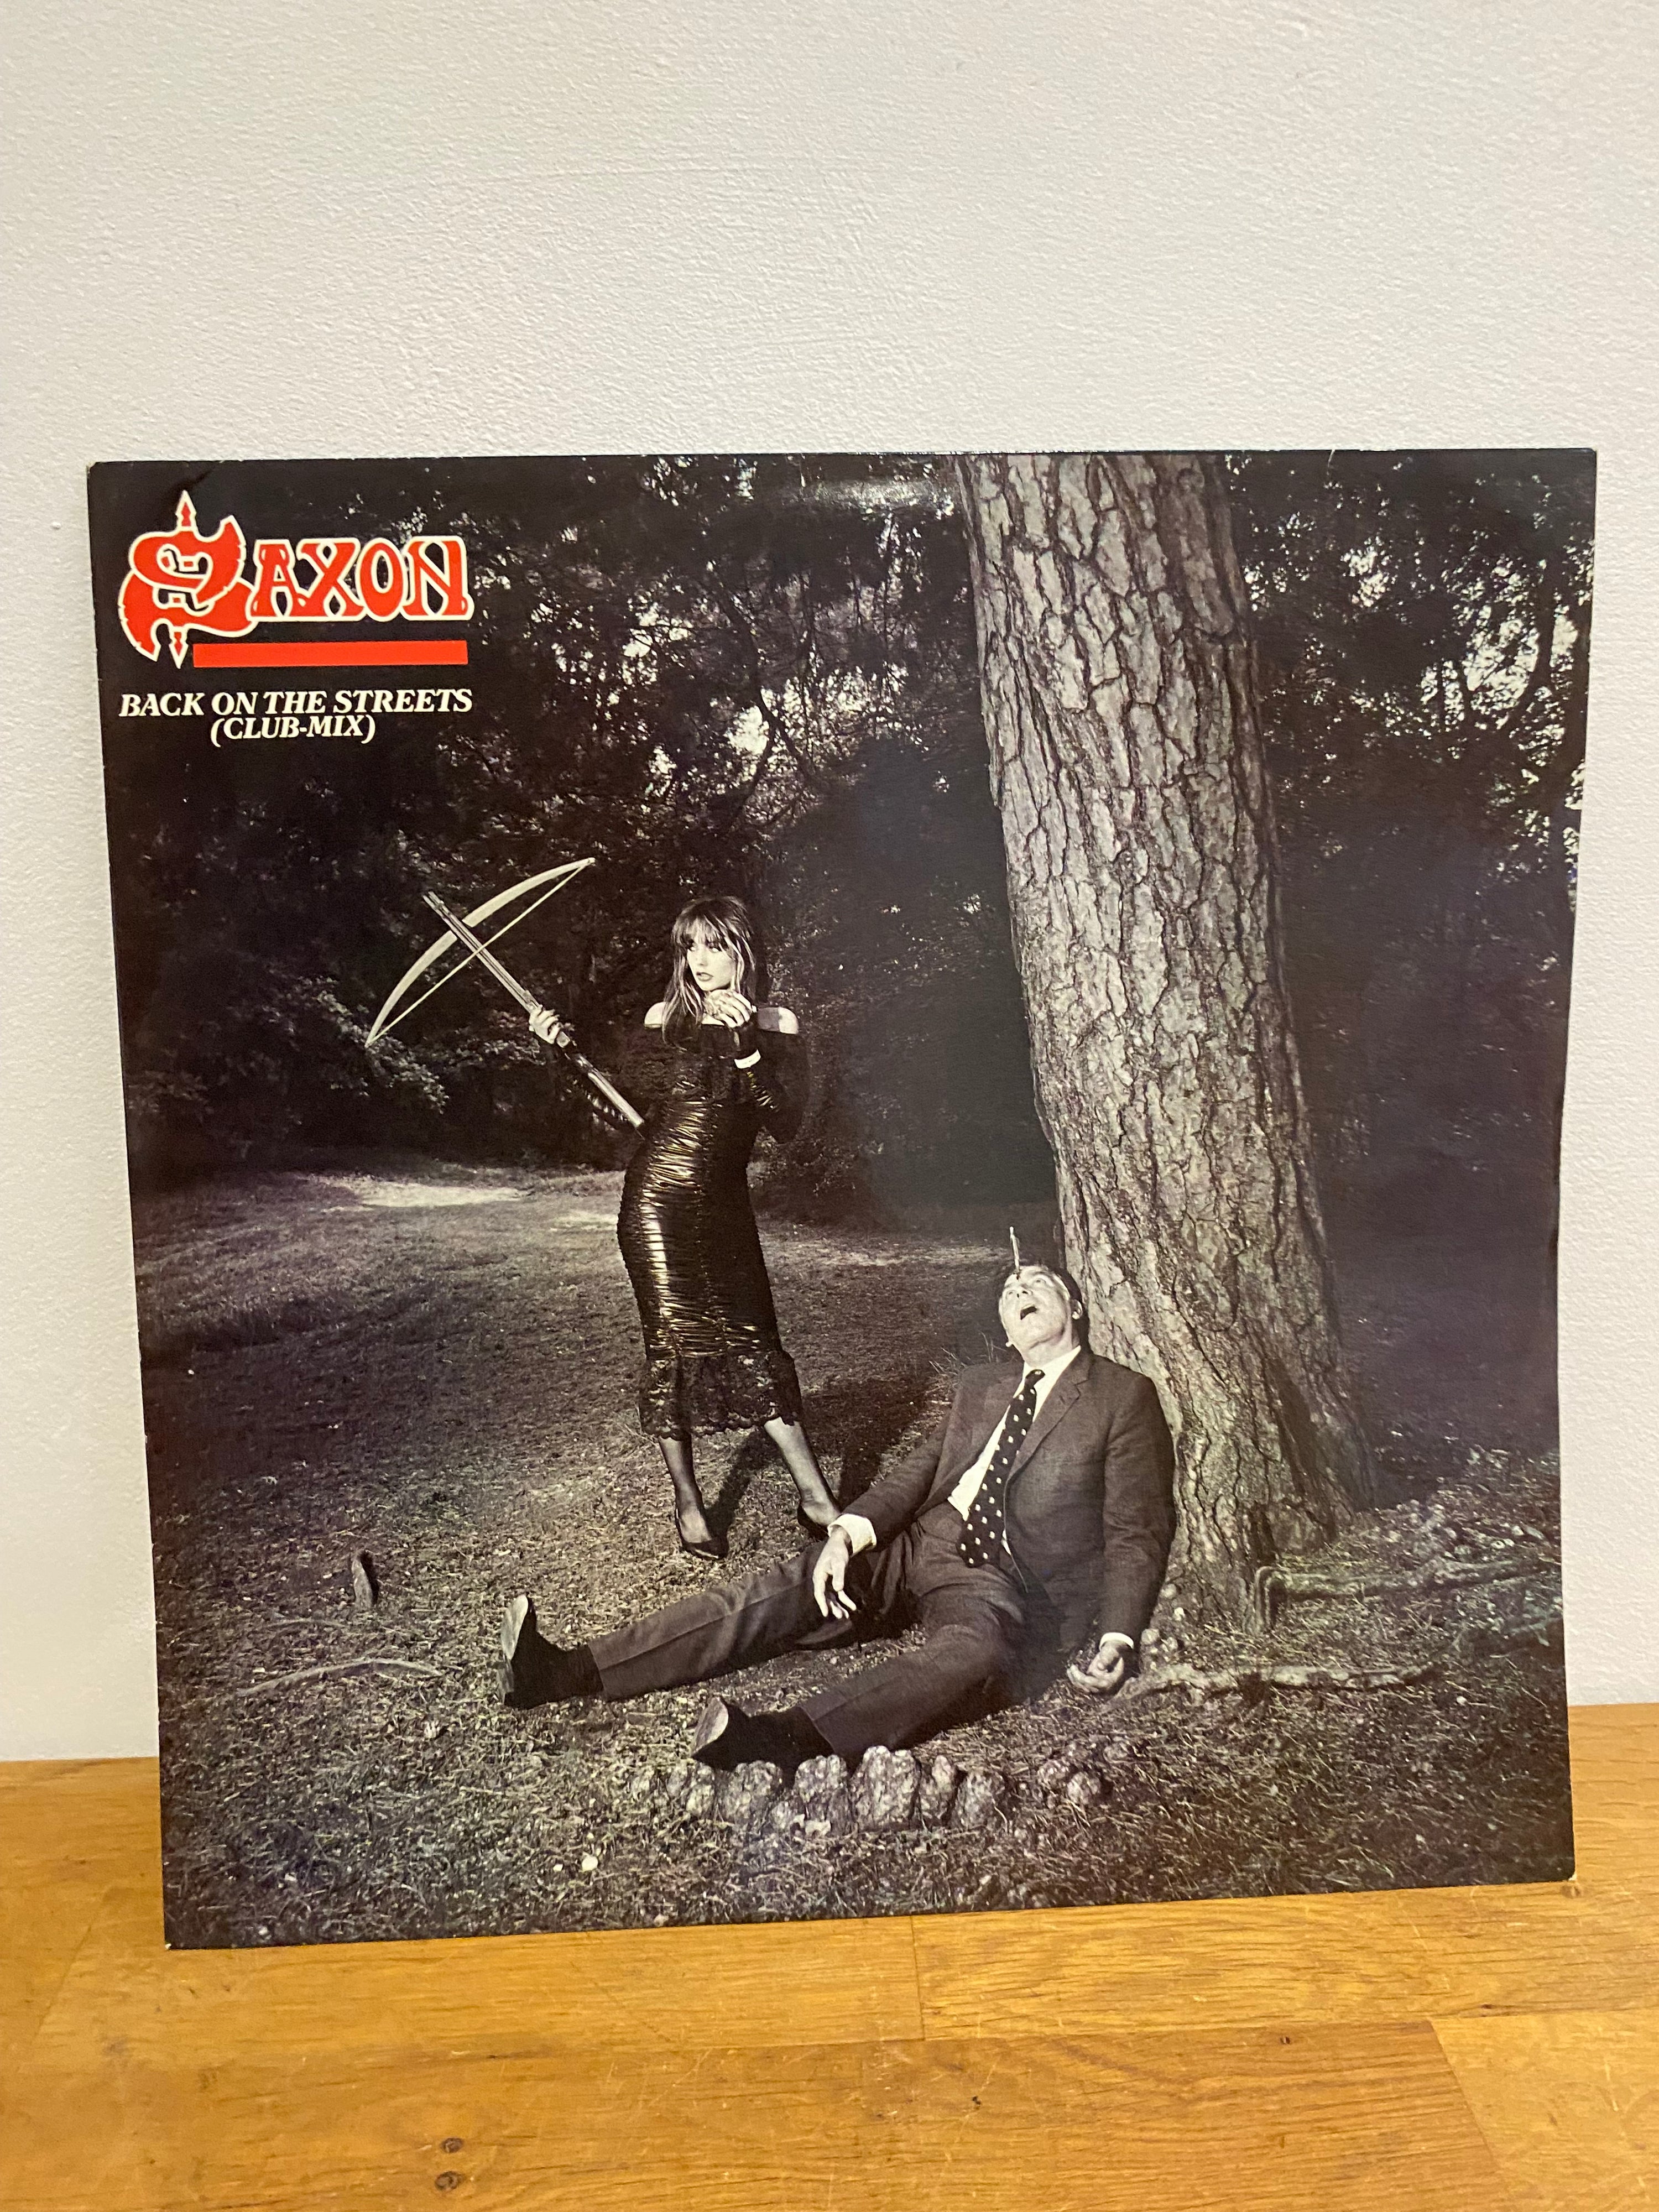 SAXON
BACK ON THE STREETS
(CLUB-MIX)